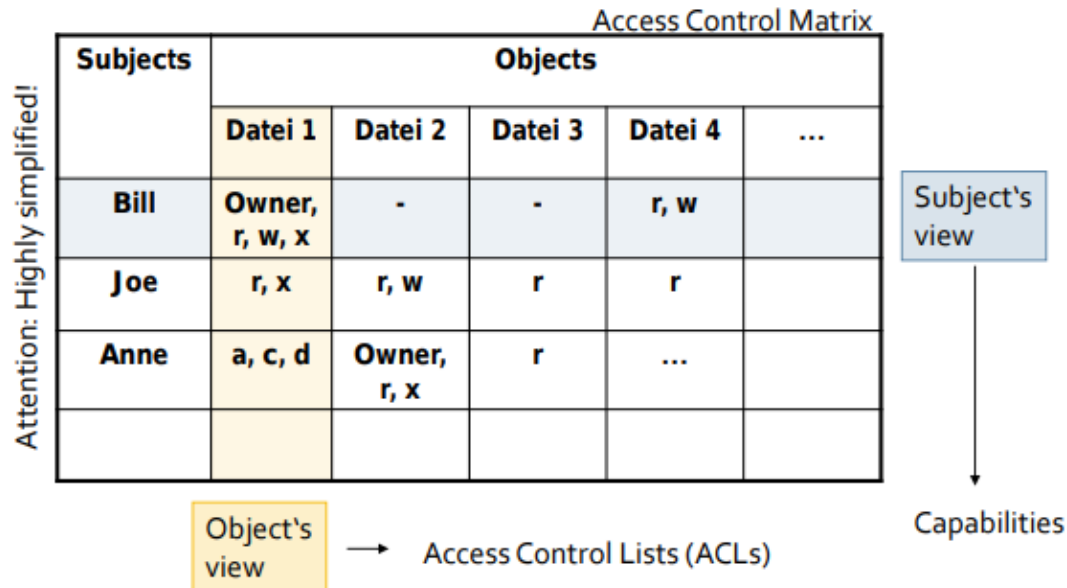 Access Control Matrix
Attention: Highly simplified!
Subjects Objects
Datei 1 Datei 2 Datei 3 Datei 4 ...
Bill Owner, - - r, w
r, w, x
Joe r, x r, w r r
Anne a, c, d Owner, r ...
r, x
Subject‘s
view
Capabilities
Object‘s
view
Access Control Lists (ACLs)